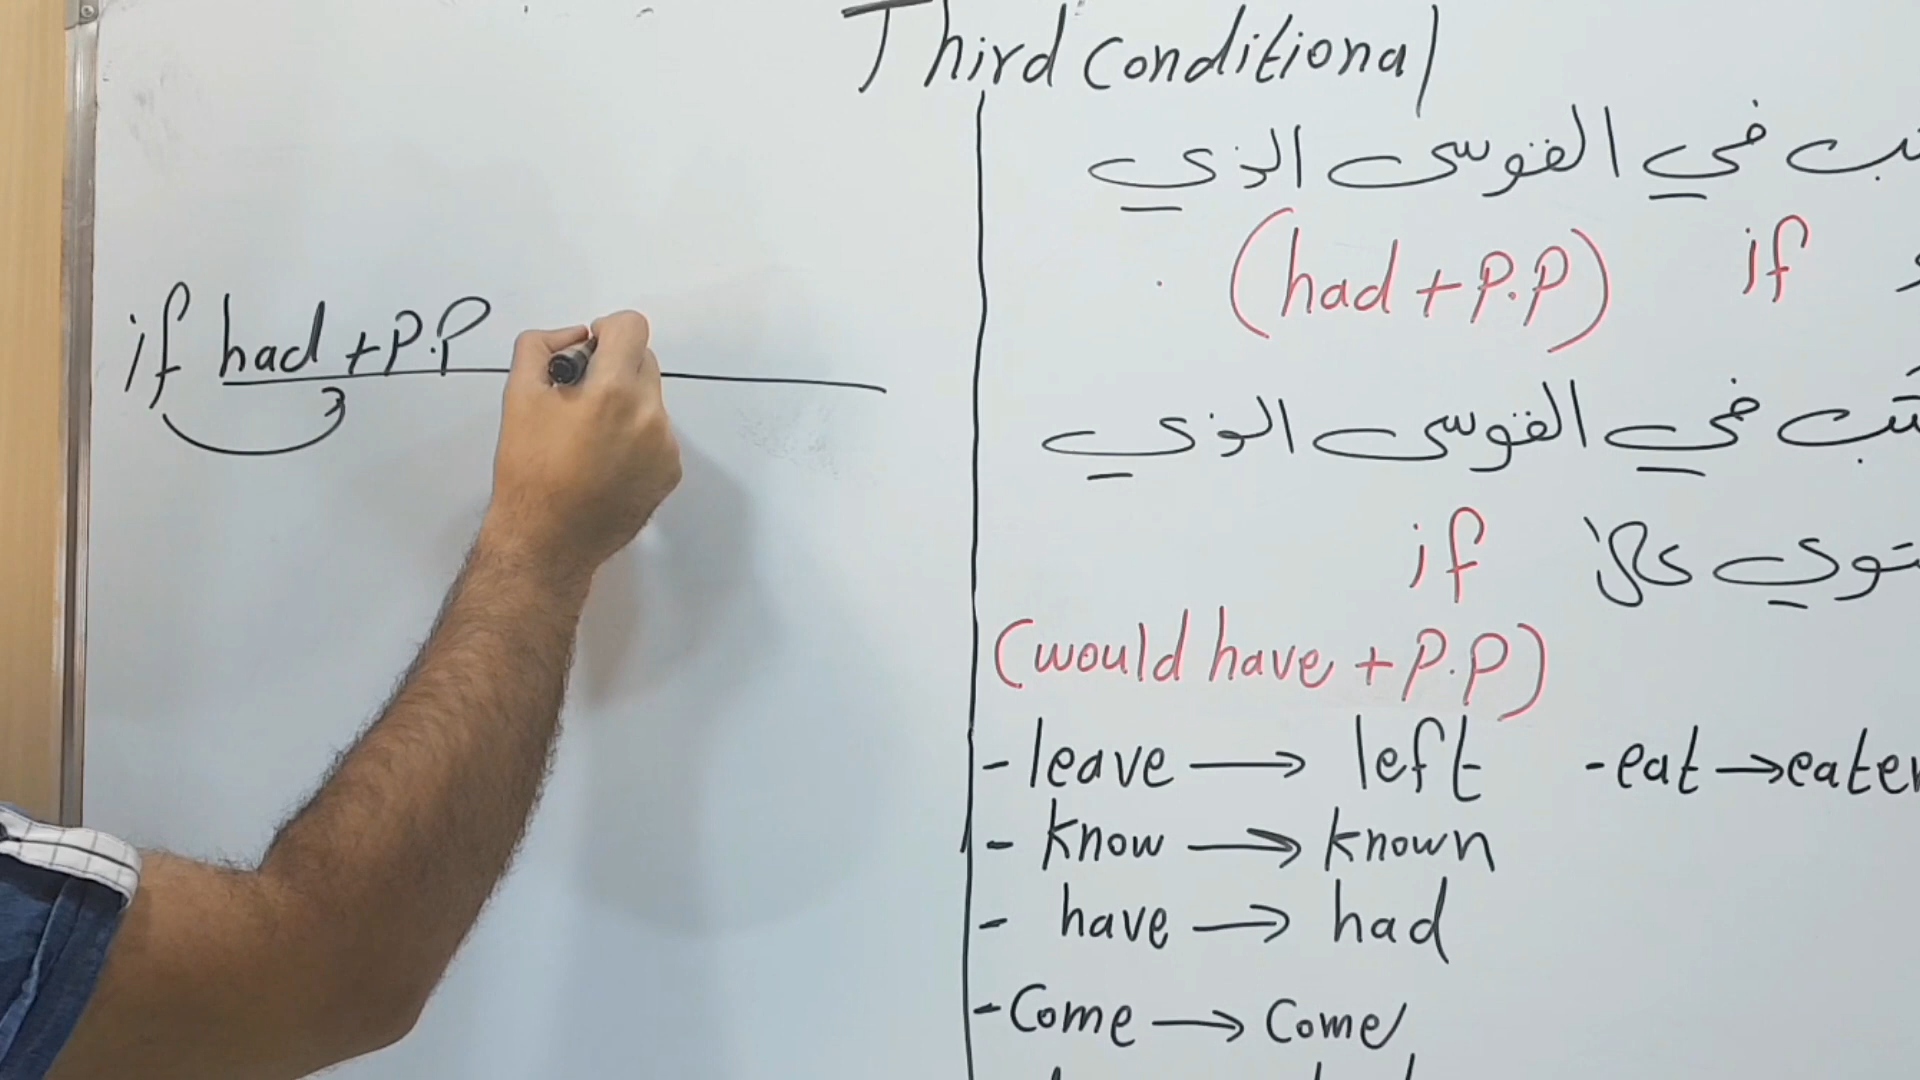 Third conditional
في القوس الذي
if (had + P.P)
في القوس الذي
if
(would have + P.P)
- leave → left - eat →
- know → known
- have → had
- Come → Come
if had + P.P